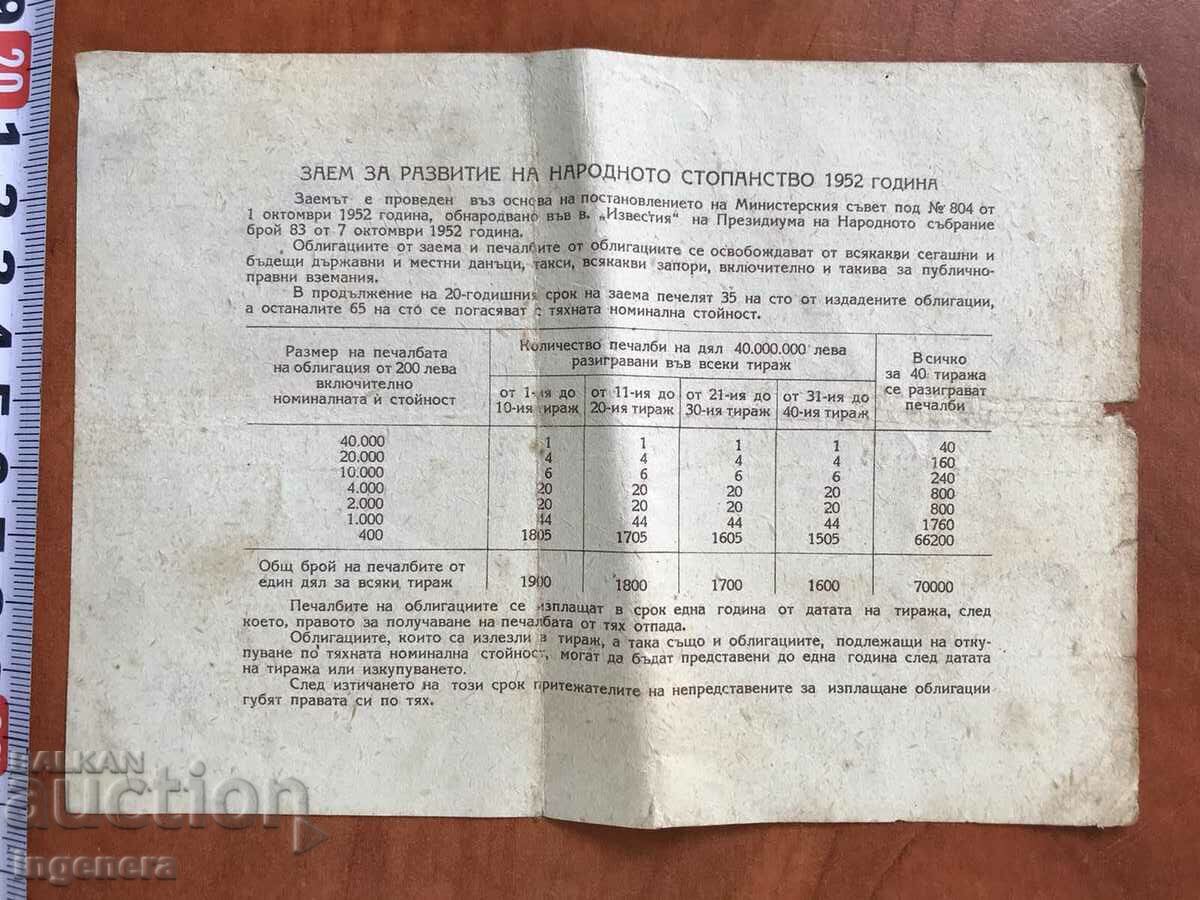 ЗАЕМ ЗА РАЗВИТИЕ НА НАРОДНОТО СТОПАНСТВО 1952 ГОДИНА
Заемът е проведен въз основа на постановлението на Министерския съвет под № 804 от
1 октомври 1952 година, обнародвано във в. „Известия“ на Президиума на Народното събрание
брой 83 от 7 октомври 1952 година.
Облигациите от заема и печалбите от облигациите се освобождават от всякакви сегашни и
бъдещи държавни и местни данъци, такси, всякакви запори, включително и такива за публично-
правни вземания.
В продължение на 20-годишния срок на заема печелят 35 на сто от издадените облигации,
а останалите 65 на сто се погасяват с тяхната номинална стойност.
Размер на печалбата
на облигация от 200 лева
включително
номиналната ѝ стойност
Количество печалби на дял 40.000.000 лева
разигравани във всеки тираж
Всичко
за 40 тиража
се разиграват
печалби
от 1-ия до
10-ия тираж
от 11-ия до
20-ия тираж
от 21-ия до
30-ия тираж
от 31-ия до
40-ия тираж
40.000 1 1 1 1 40
20.000 4 4 4 4 160
10.000 6 6 6 6 240
4.000 20 20 20 20 800
2.000 20 20 20 20 800
1.000 44 44 44 44 1760
400 1805 1705 1605 1505 66200
Общ брой на печалбите от
един дял за всяки тираж 1900 1800 1700 1600 70000
Печалбите на облигациите се изплащат в срок една година от датата на тиража, след
което, правото за получаване на печалбата от тях отпада.
Облигациите, които са излезли в тираж, а така също и облигациите, подлежащи на отку-
пуване по тяхната номинална стойност, могат да бъдат представени до една година след датата
на тиража или изкупуването.
След изтичането на този срок притежателите на непредставените за изплащане облигации
губят правата си по тях.
BALKAN
auction
ingenera